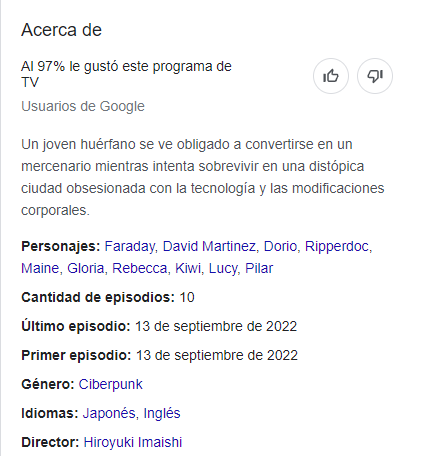 Acerca de
Al 97% le gustó este programa de
TV
Usuarios de Google
Un joven huérfano se ve obligado a convertirse en un
mercenario mientras intenta sobrevivir en una distópica
ciudad obsesionada con la tecnología y las modificaciones
corporales.
Personajes: Faraday, David Martinez, Dorio, Ripperdoc,
Maine, Gloria, Rebecca, Kiwi, Lucy, Pilar
Cantidad de episodios: 10
Último episodio: 13 de septiembre de 2022
Primer episodio: 13 de septiembre de 2022
Género: Ciberpunk
Idiomas: Japonés, Inglés
Director: Hiroyuki Imaishi